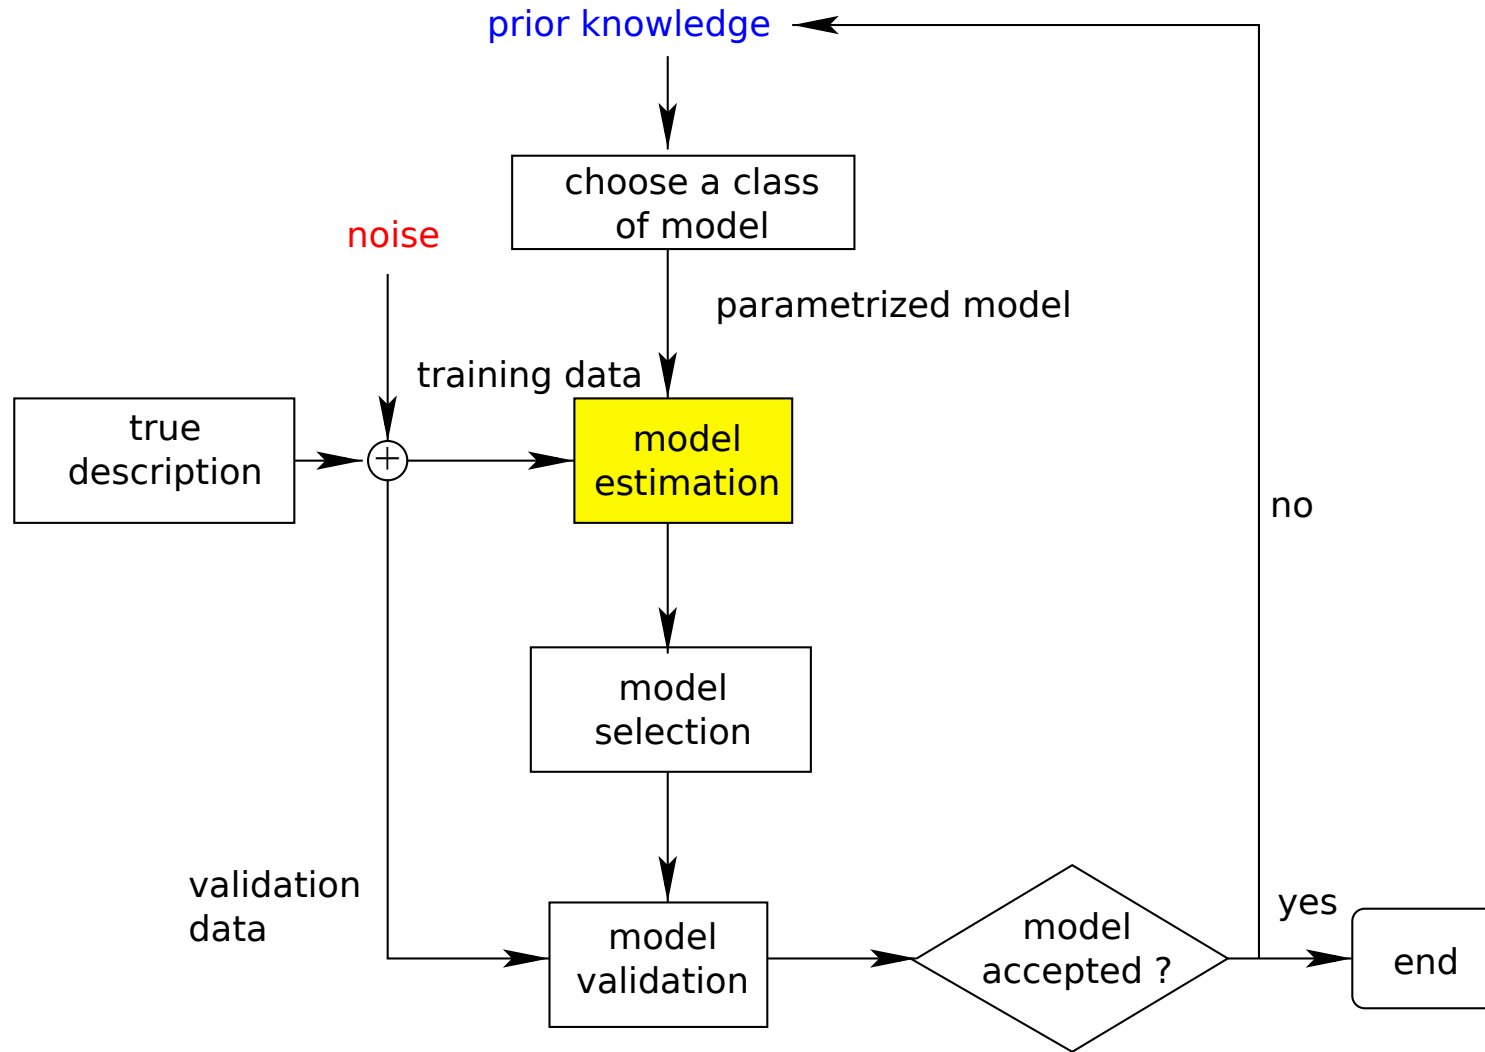 prior knowledge
choose a class
of model
noise
parametrized model
training data
true
description
+
model
estimation
no
model
selection
validation
data
model
validation
model
accepted ?
yes
end